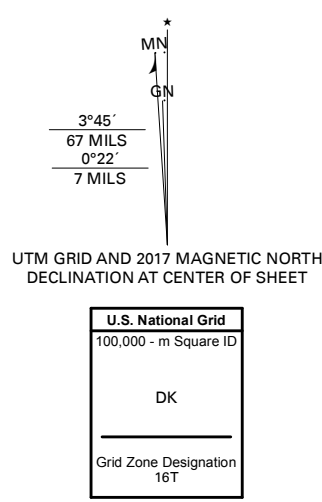 ★
MN
GN
3°45´
67 MILS
0°22´
7 MILS
UTM GRID AND 2017 MAGNETIC NORTH
DECLINATION AT CENTER OF SHEET
U.S. National Grid
100,000 - m Square ID
DK
Grid Zone Designation
16T